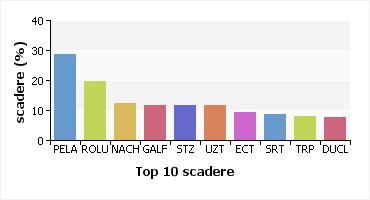 40
30
20
10
0
scadere (%)
PELA ROLU NACH GALF STZ UZT ECT SRT TRP DUCL
Top 10 scadere